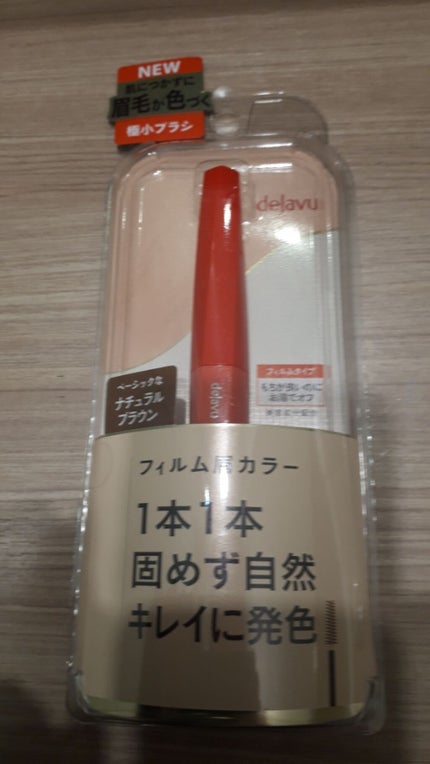 NEW
肌につかずに
眉毛が色づく
極小ブラシ
dejavu
ベーシックな
ナチュラル
ブラウン
フィルムタイプ
もちが良いのに
お湯でオフ
dejavu
フィルム眉カラー
1本1本
固めず自然
キレイに発色